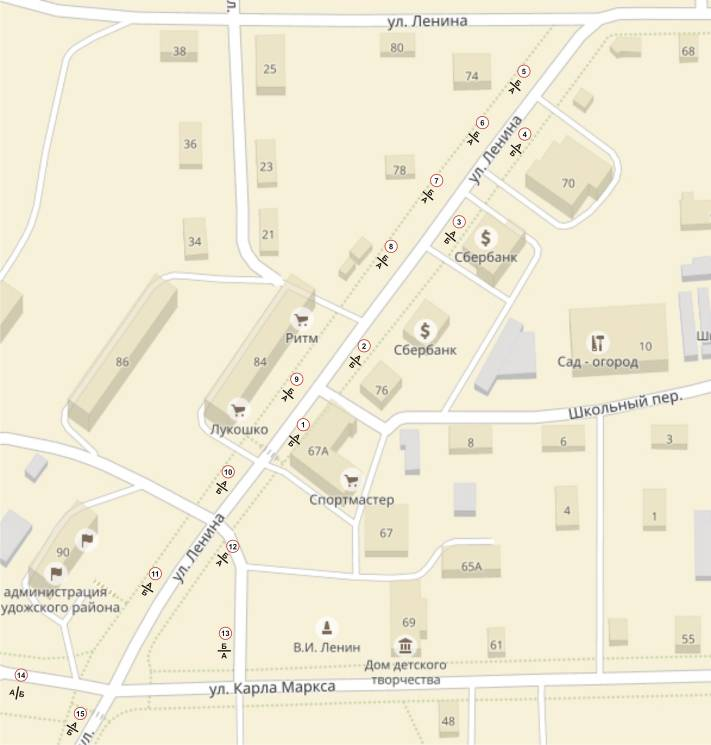 ул. Ленина
38
80
25
74
68
5
А Б
6
А Б
4
А Б
ул. Ленина
36
23
78
70
7
А Б
3
А Б
34
21
8
А Б
Сбербанк
86
Ритм
84
2
А Б
Сбербанк
Сад - огород
10
76
9
А Б
Лукошко
1
А Б
67А
Школьный пер.
8
6
3
10
А Б
Спортмастер
4
1
ул. Ленина
67
90
12
А Б
65А
11
А Б
администрация
удожского района
13
Б
А
В.И. Ленин
69
61
55
Дом детского
творчества
14
А Б
ул. Карла Маркса
15
А Б
48
ул.